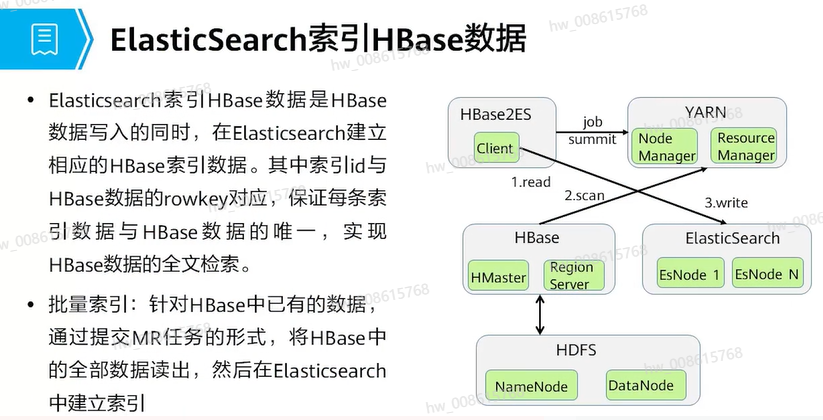 ElasticSearch索引HBase数据
• Elasticsearch索引HBase数据是HBase
数据写入的同时，在Elasticsearch建立
相应的HBase索引数据。其中索引id与
HBase数据的rowkey对应，保证每条索
引数据与HBase数据的唯一，实现
HBase数据的全文检索。
• 批量索引：针对HBase中已有的数据，
通过提交MR任务的形式，将HBase中
的全部数据读出，然后在Elasticsearch
中建立索引
HBase2ES
Client
job
summit
YARN
Node
Manager
Resource
Manager
1.read
2.scan
3.write
HBase
HMaster
Region
Server
ElasticSearch
EsNode 1
EsNode N
HDFS
NameNode
DataNode
hw_008615768
hw_008615768
hw_008615768
hw_008615768
hw_008615768
hw_008615768
hw_008615768
hw_008615768
hw_008615768